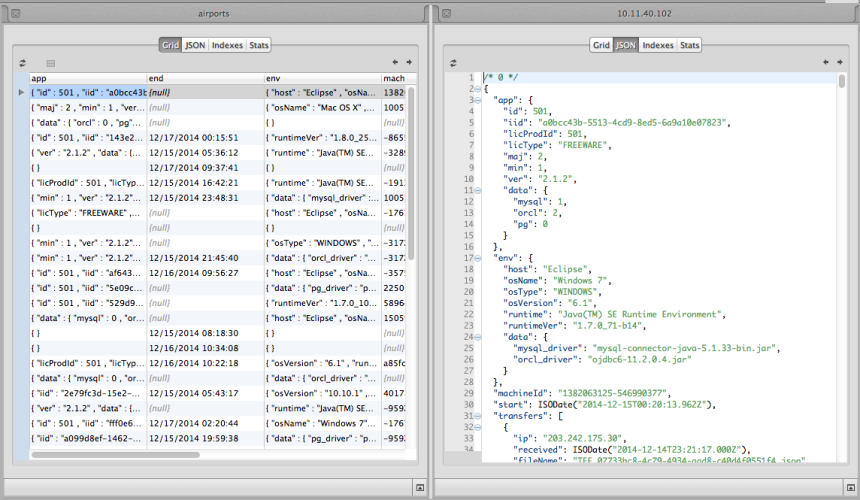 airports
Grid JSON Indexes Stats
app end env mach
{ "id" : 501 , "iid" : "a0bcc43b {null} { "host" : "Eclipse" , "osNa... 1382
{ "maj" : 2 , "min" : 1 , "ver... {null} { "osName" : "Mac OS X" ,... 1005
{ "data" : { "orcl" : 0 , "pg"... {null} { } {null}
{ "id" : 501 , "iid" : "143e2... 12/17/2014 00:15:51 { "runtimeVer" : "1.8.0_25... -865
{ "ver" : "2.1.2" , "data" : {... 12/15/2014 05:36:12 { "runtime" : "Java(TM) SE... -3289
{ } 12/17/2014 09:37:41 { } {null}
{ "licProdId" : 501 , "licTyp... 12/16/2014 16:42:21 { "runtime" : "Java(TM) SE... -191
{ "min" : 1 , "ver" : "2.1.2"... 12/15/2014 23:48:31 { "data" : { "mysql_driver" :... 1005
{ "licType" : "FREEWARE" ,... {null} { "host" : "Eclipse" , "osNa... -176
{ } {null} { } {null}
{ "min" : 1 , "ver" : "2.1.2"... {null} { "osType" : "WINDOWS" , "... -317
{ "min" : 1 , "ver" : "2.1.2"... 12/15/2014 21:45:40 { "data" : { "orcl_driver" :... -317
{ "id" : 501 , "iid" : "af643... 12/16/2014 09:56:27 { "host" : "Eclipse" , "osNa... -357
{ "id" : 501 , "iid" : "5e09c... {null} { "data" : { "pg_driver" : "p... 2250
{ "id" : 501 , "iid" : "529d9... {null} { "runtimeVer" : "1.7.0_10... 5896
{ "data" : { "mysql" : 0 , "or... {null} { "host" : "Eclipse" , "osNa... 1505
{ } 12/15/2014 08:18:30 { } {null}
{ } 12/16/2014 10:34:08 { } {null}
{ "licProdId" : 501 , "licTyp... 12/16/2014 10:22:18 { "osVersion" : "6.1" , "run... a85fc
{ "data" : { "mysql" : 0 , "or... {null} { "data" : { "orcl_driver" :... {null}
{ "iid" : "2e79fc3d-15e2-... 12/15/2014 05:43:17 { "osVersion" : "10.10.1" ,... 4017
{ "ver" : "2.1.2" , "data" : {... {null} { "runtime" : "Java(TM) SE... -959
{ "id" : 501 , "iid" : "fff0e6... 12/17/2014 02:20:44 { "osName" : "Windows 7"... -176
{ "iid" : "a099d8ef-1462-... 12/15/2014 19:59:38 { "data" : { "pg_driver" : "p... -959
10.11.40.102
Grid JSON Indexes Stats
1 /* 0 */
2 {
3 "app": {
4 "id": 501,
5 "iid": "a0bcc43b-5513-4cd9-8ed5-6a9a10e07823",
6 "licProdId": 501,
7 "licType": "FREEWARE",
8 "maj": 2,
9 "min": 1,
10 "ver": "2.1.2",
11 "data": {
12 "mysql": 1,
13 "orcl": 2,
14 "pg": 0
15 }
16 },
17 "env": {
18 "host": "Eclipse",
19 "osName": "Windows 7",
20 "osType": "WINDOWS",
21 "osVersion": "6.1",
22 "runtime": "Java(TM) SE Runtime Environment",
23 "runtimeVer": "1.7.0_71-b14",
24 "data": {
25 "mysql_driver": "mysql-connector-java-5.1.33-bin.jar",
26 "orcl_driver": "ojdbc6-11.2.0.4.jar"
27 }
28 },
29 "machineId": "1382063125-546990377",
30 "start": ISODate("2014-12-15T00:20:13.962Z"),
31 "transfers": [
32 {
33 "ip": "203.242.175.30",
34 "received": ISODate("2014-12-14T23:21:17.000Z"),
"fileName":